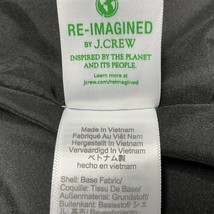 RE-IMAGINED
BY J.CREW
INSPIRED BY THE PLANET
AND ITS PEOPLE.
Learn more at
jcrew.com/reimagined
Made In Vietnam
Fabriqué Au Viêt Nam
Hergestellt In Vietnam
Vervaardigd In Vietnam
ベトナム製
hecho en vietnam
Shell: Base Fabric/
Coquille: Tissu De Base/
Außenmaterial: Grundstoff/
Buitenkant: Basisstof/